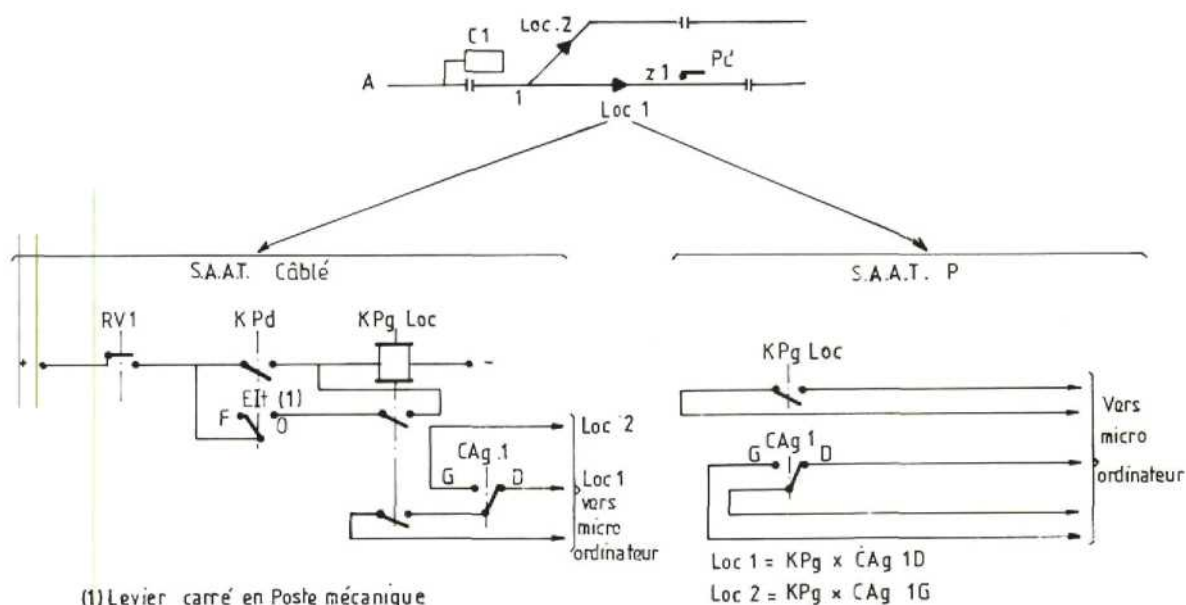 Loc.2
C1
A
1
z1
Pc'
Loc 1
S.A.A.T. Câblé
RV1
KPd
KPg Loc
+
-
EIt (1)
F
O
Loc 2
CAg.1
G
D
Loc 1
vers
micro
ordinateur
(1) Levier carré en Poste mécanique
S.A.A.T. P
KPg Loc
CAg 1
G
D
Vers
micro
ordinateur
Loc 1 = KPg x CAg 1D
Loc 2 = KPg x CAg 1G